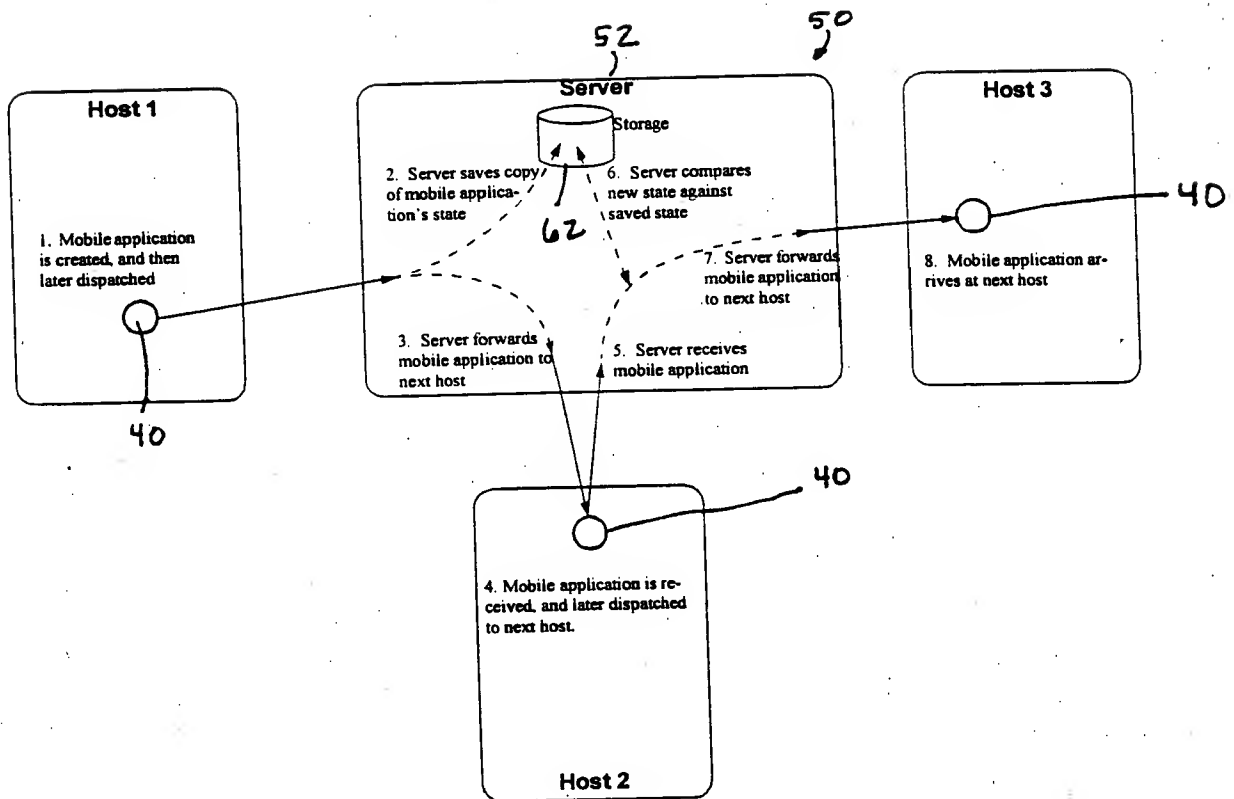 52
50
Host 1
Server
Storage
Host 3
2. Server saves copy
of mobile applica-
tion's state
6. Server compares
new state against
saved state
62
40
1. Mobile application
is created, and then
later dispatched
7. Server forwards
mobile application
to next host
8. Mobile application ar-
rives at next host
3. Server forwards
mobile application to
next host
5. Server receives
mobile application
40
40
4. Mobile application is re-
ceived, and later dispatched
to next host.
Host 2